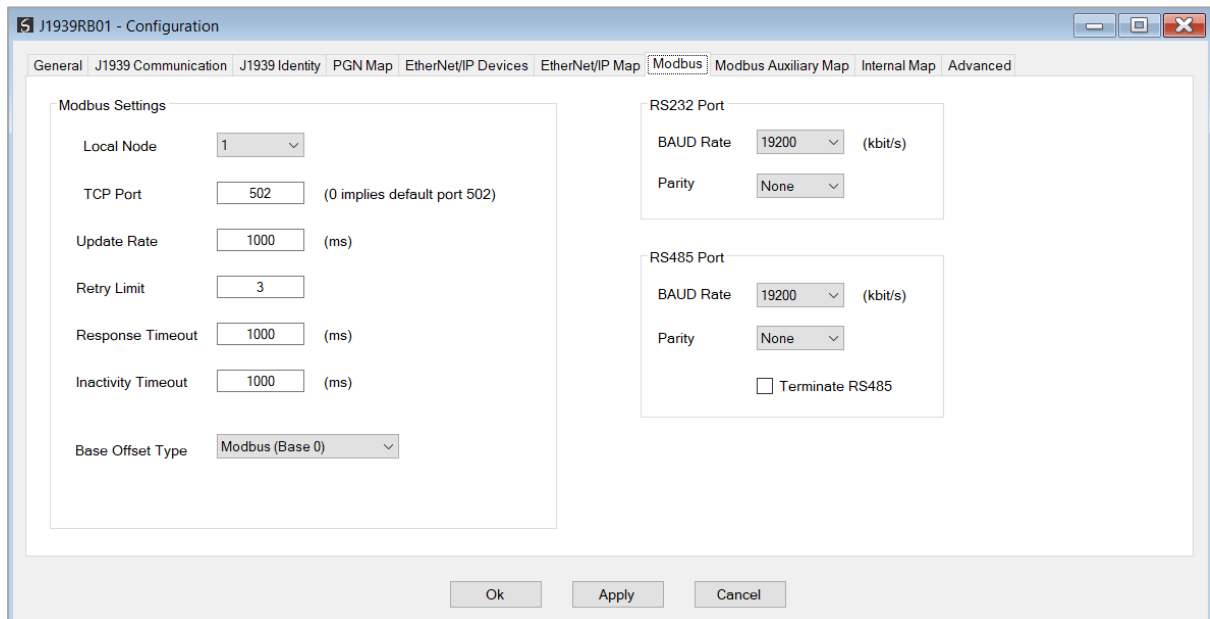 J1939RB01 - Configuration
General J1939 Communication J1939 Identity PGN Map EtherNet/IP Devices EtherNet/IP Map Modbus Modbus Auxiliary Map Internal Map Advanced
Modbus Settings
Local Node 1
TCP Port 502 (0 implies default port 502)
Update Rate 1000 (ms)
Retry Limit 3
Response Timeout 1000 (ms)
Inactivity Timeout 1000 (ms)
Base Offset Type Modbus (Base 0)
RS232 Port
BAUD Rate 19200 (kbit/s)
Parity None
RS485 Port
BAUD Rate 19200 (kbit/s)
Parity None
Terminate RS485
Ok Apply Cancel